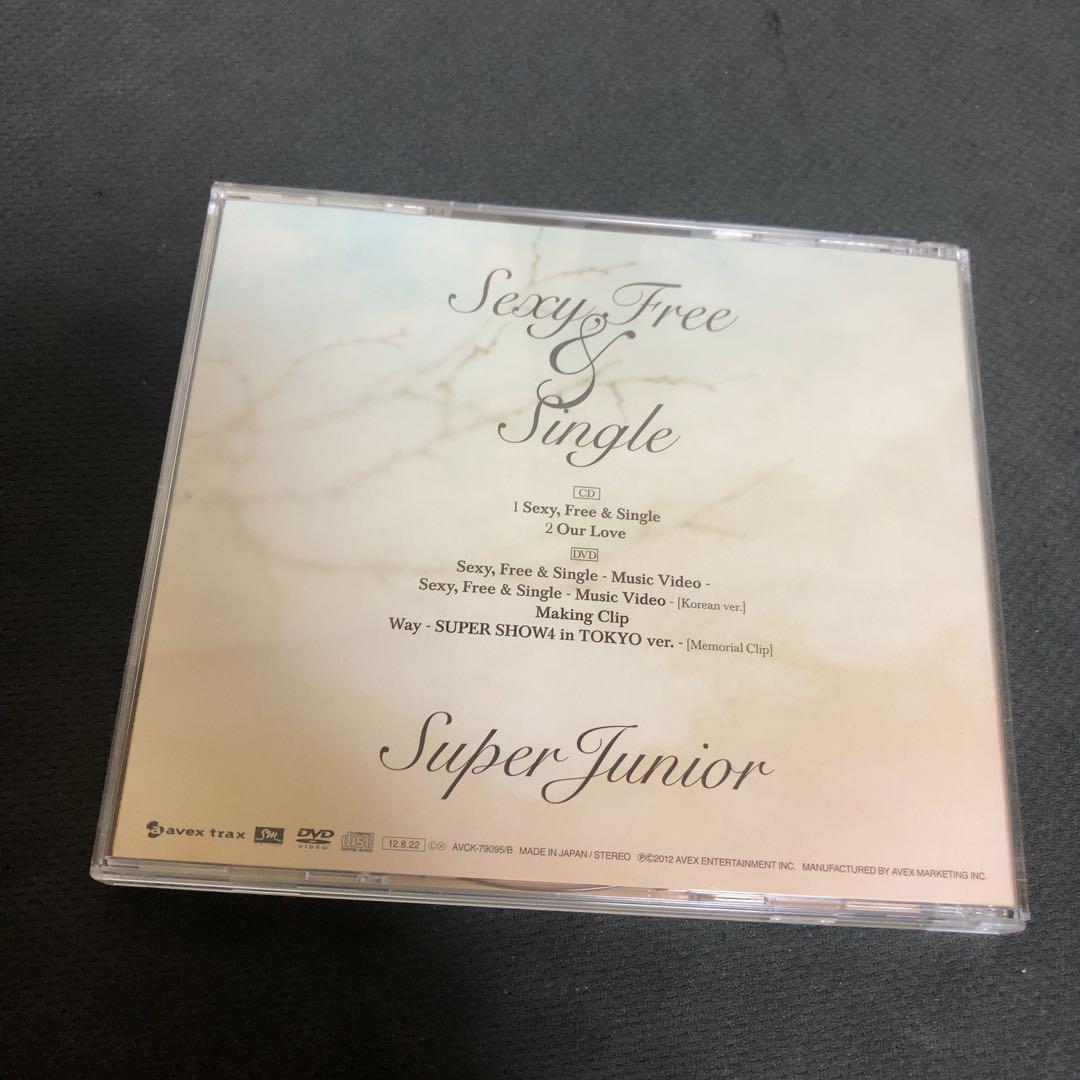 Sexy, Free
&
Single
CD
1 Sexy, Free & Single
2 Our Love
DVD
Sexy, Free & Single - Music Video -
Sexy, Free & Single - Music Video - [Korean ver.]
Making Clip
Way - SUPER SHOW4 in TOKYO ver. - [Memorial Clip]
Super Junior
avex trax SM DVD VIDEO disc 12.8.22 Ⓛ Ⓧ AVCK-79095/B MADE IN JAPAN / STEREO ℗©2012 AVEX ENTERTAINMENT INC. MANUFACTURED BY AVEX MARKETING INC.